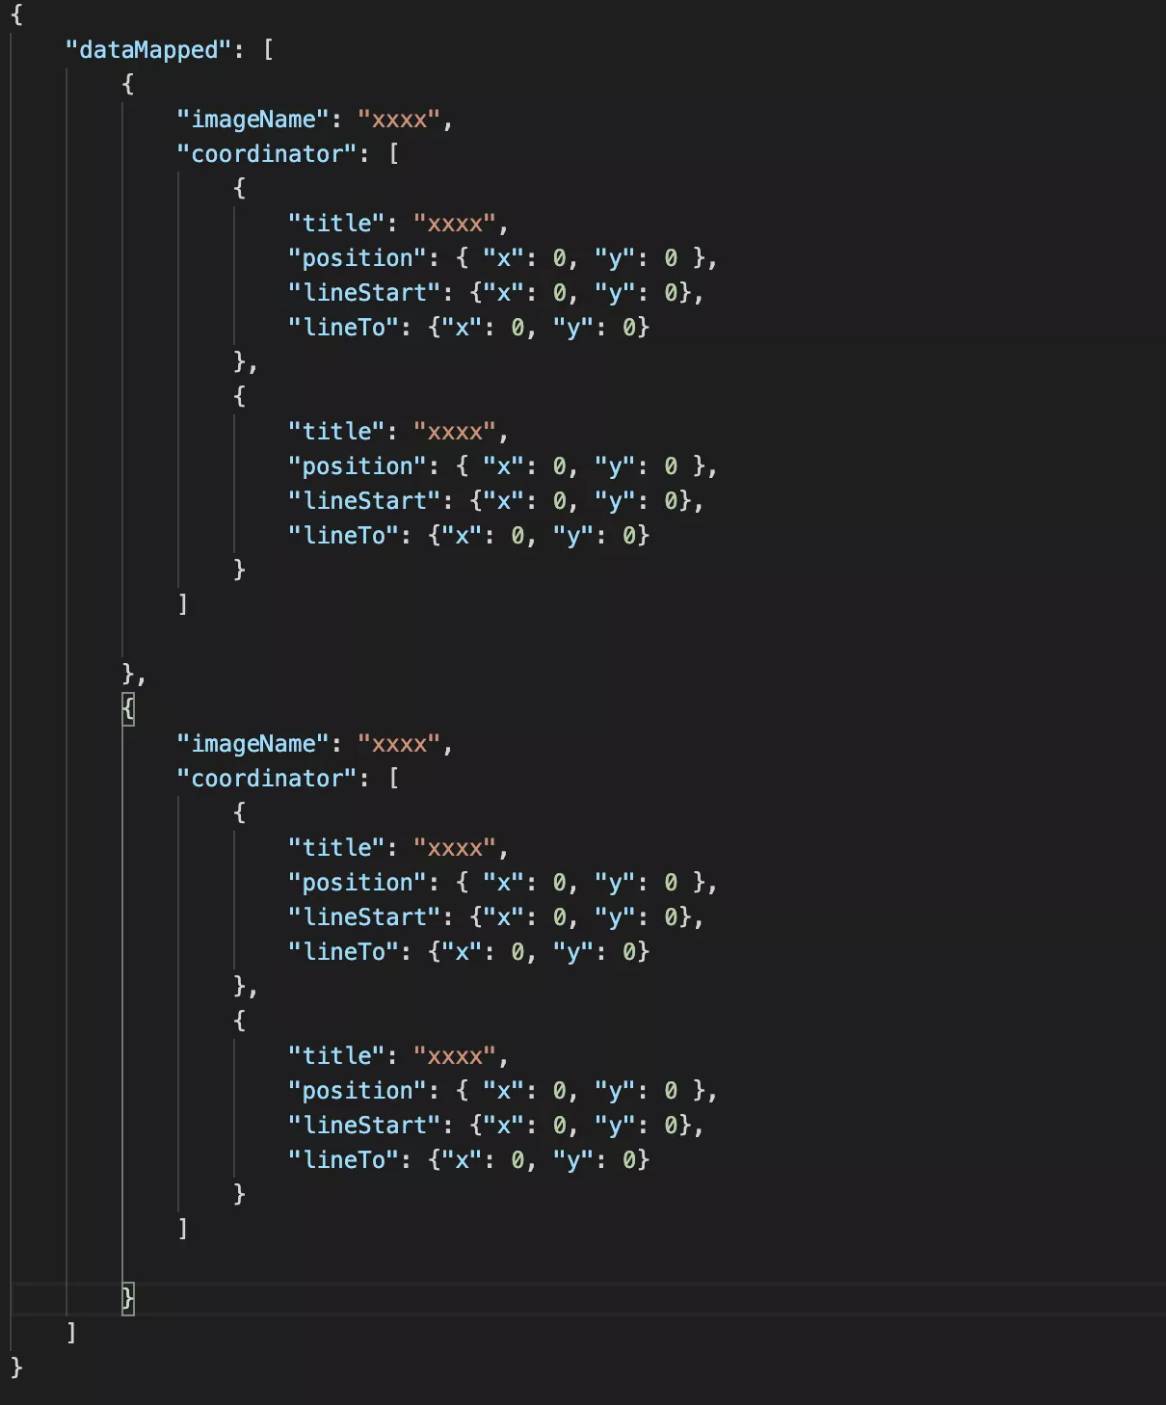 {
    "dataMapped": [
        {
            "imageName": "xxxx",
            "coordinator": [
                {
                    "title": "xxxx",
                    "position": { "x": 0, "y": 0 },
                    "lineStart": {"x": 0, "y": 0},
                    "lineTo": {"x": 0, "y": 0}
                },
                {
                    "title": "xxxx",
                    "position": { "x": 0, "y": 0 },
                    "lineStart": {"x": 0, "y": 0},
                    "lineTo": {"x": 0, "y": 0}
                }
            ]

        },
        {
            "imageName": "xxxx",
            "coordinator": [
                {
                    "title": "xxxx",
                    "position": { "x": 0, "y": 0 },
                    "lineStart": {"x": 0, "y": 0},
                    "lineTo": {"x": 0, "y": 0}
                },
                {
                    "title": "xxxx",
                    "position": { "x": 0, "y": 0 },
                    "lineStart": {"x": 0, "y": 0},
                    "lineTo": {"x": 0, "y": 0}
                }
            ]

        }
    ]
}